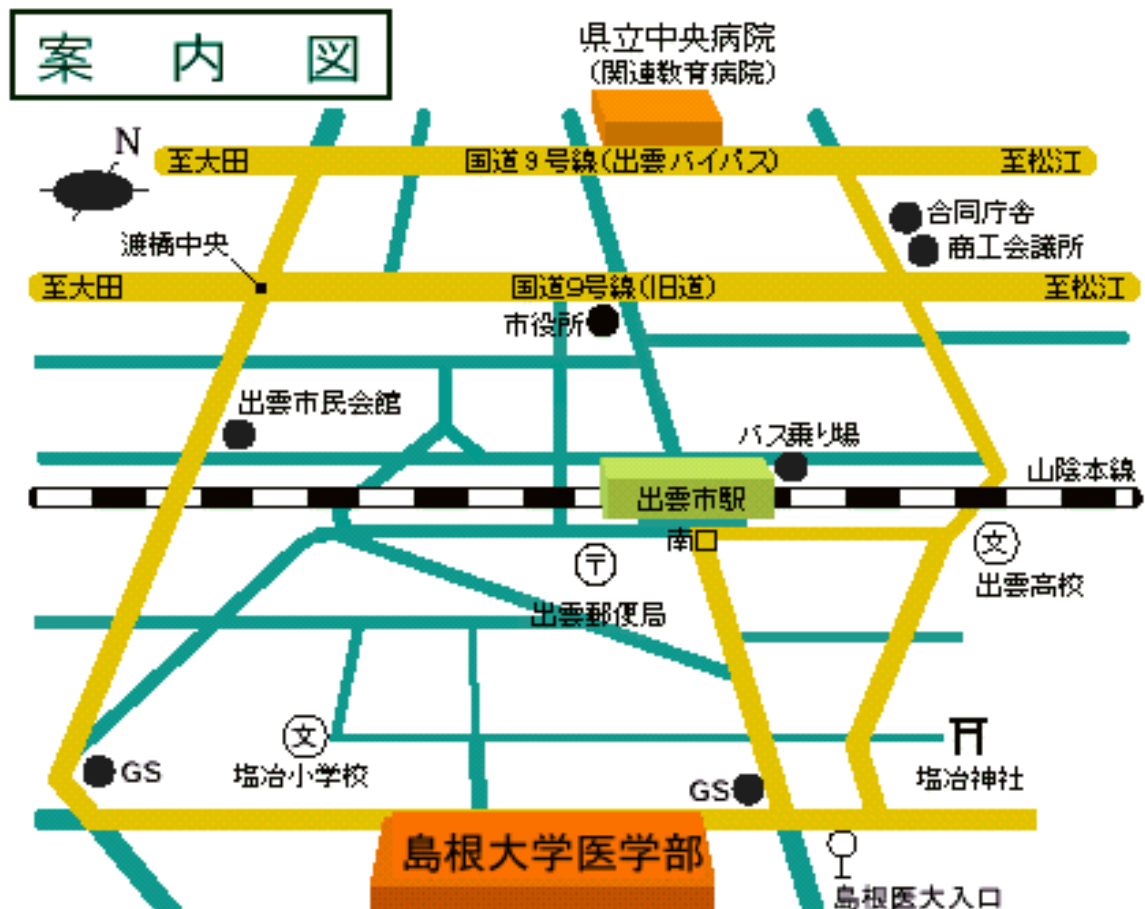 案内図
県立中央病院
(関連教育病院)
N
至大田
国道9号線(出雲バイパス)
至松江
合同庁舎
渡橋中央
商工会議所
至大田
国道9号線(旧道)
至松江
市役所
出雲市民会館
バス乗り場
山陰本線
出雲市駅
南口
〒
文
出雲高校
出雲郵便局
文
塩冶小学校
塩冶神社
GS
GS
島根大学医学部
島根医大入口